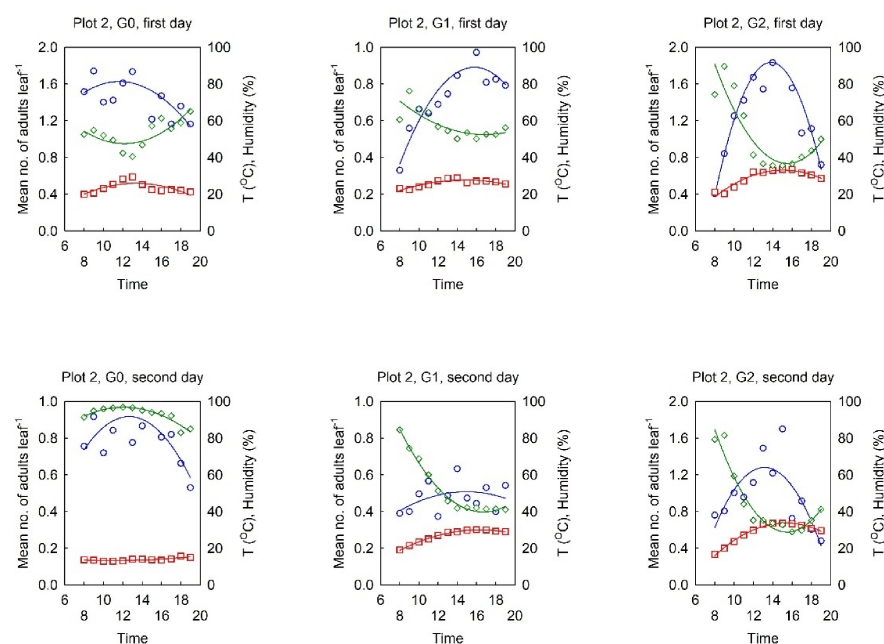 Plot 2, G0, first day
Plot 2, G1, first day
Plot 2, G2, first day
Mean no. of adults leaf⁻¹
2.0
1.6
1.2
0.8
0.4
0.0
100
80
60
40
20
0
T (°C), Humidity (%)
6 10 14 18
8 12 16 20
Time
Mean no. of adults leaf⁻¹
1.0
0.8
0.6
0.4
0.2
0.0
100
80
60
40
20
0
T (°C), Humidity (%)
6 10 14 18
8 12 16 20
Time
Mean no. of adults leaf⁻¹
2.0
1.6
1.2
0.8
0.4
0.0
100
80
60
40
20
0
T (°C), Humidity (%)
6 10 14 18
8 12 16 20
Time
Plot 2, G0, second day
Plot 2, G1, second day
Plot 2, G2, second day
Mean no. of adults leaf⁻¹
1.0
0.8
0.6
0.4
0.2
0.0
100
80
60
40
20
0
T (°C), Humidity (%)
6 10 14 18
8 12 16 20
Time
Mean no. of adults leaf⁻¹
1.0
0.8
0.6
0.4
0.2
0.0
100
80
60
40
20
0
T (°C), Humidity (%)
6 10 14 18
8 12 16 20
Time
Mean no. of adults leaf⁻¹
2.0
1.6
1.2
0.8
0.4
0.0
100
80
60
40
20
0
T (°C), Humidity (%)
6 10 14 18
8 12 16 20
Time